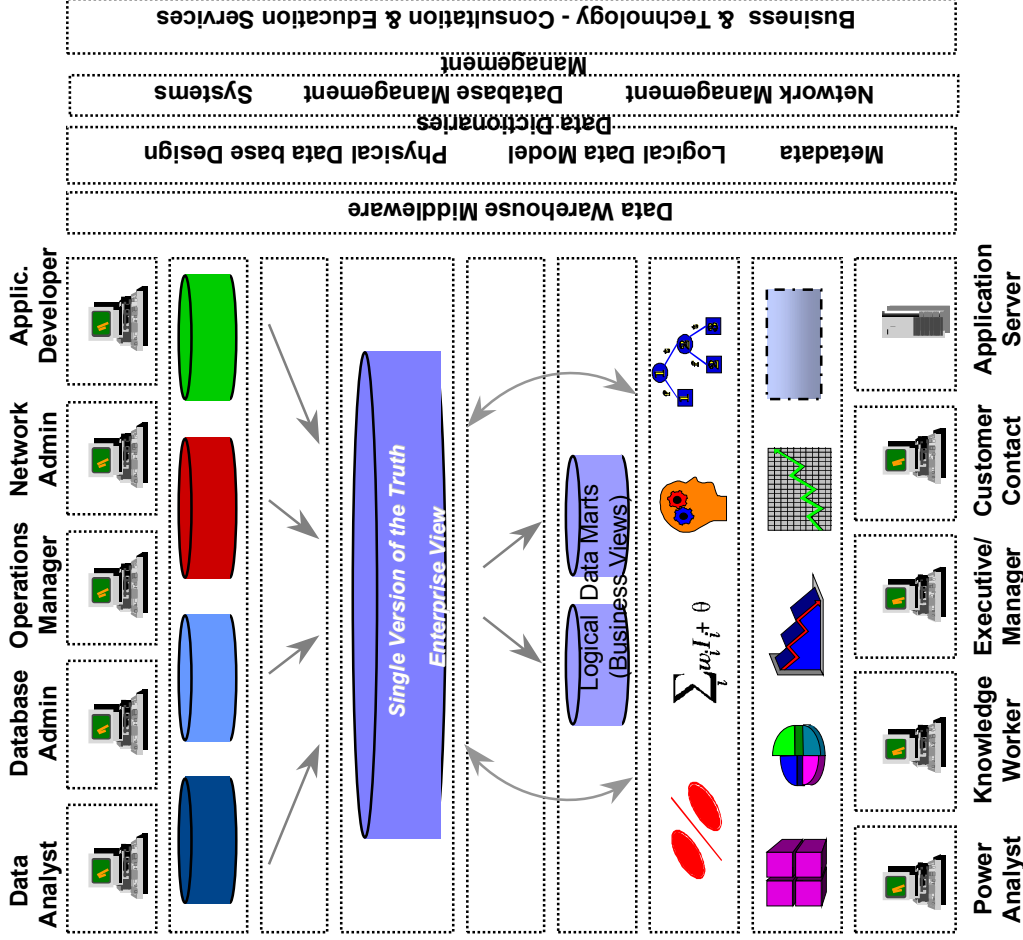 Business & Technology - Consultation & Education Services
Management
Systems
Database Management
Network Management
Data Dictionaries
Physical Data base Design
Logical Data Model
Metadata
Data Warehouse Middleware
Data
Analyst
Database
Admin
Operations
Manager
Network
Admin
Applic.
Developer
Single Version of the Truth
Enterprise View
Logical Data Marts
(Business Views)
∑ i wᵢIᵢ + θ
Power
Analyst
Knowledge
Worker
Executive/
Manager
Customer
Contact
Application
Server